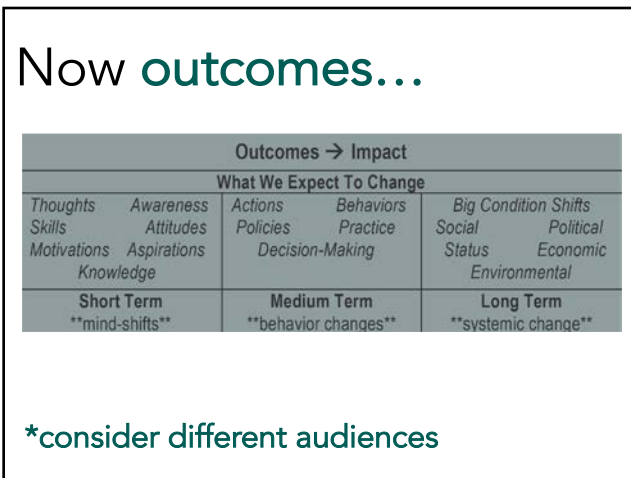 Now outcomes...
Outcomes → Impact
What We Expect To Change
Thoughts Awareness
Skills Attitudes
Motivations Aspirations
Knowledge
Actions Behaviors
Policies Practice
Decision-Making
Big Condition Shifts
Social Political
Status Economic
Environmental
Short Term
**mind-shifts**
Medium Term
**behavior changes**
Long Term
**systemic change**
*consider different audiences